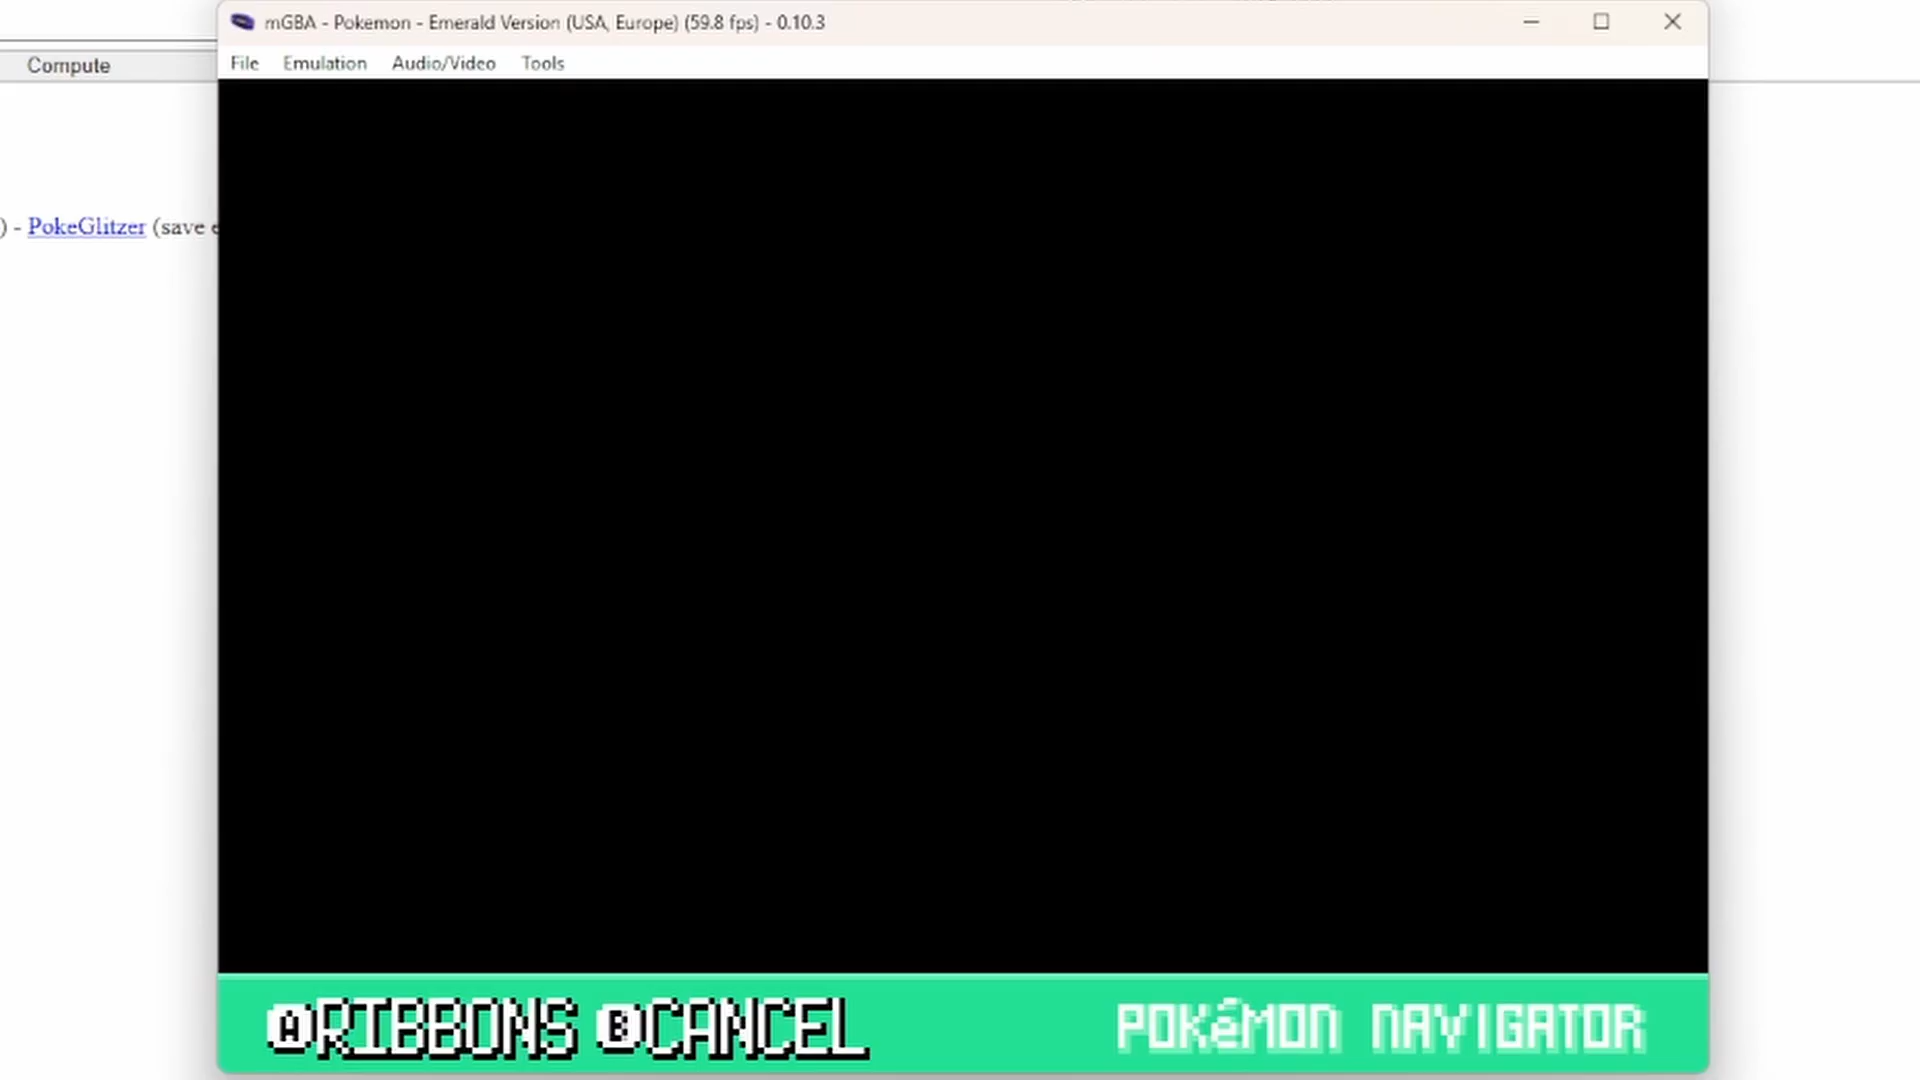 mGBA - Pokemon - Emerald Version (USA, Europe) (59.8 fps) - 0.10.3
File Emulation Audio/Video Tools
Compute
) - PokeGlitzer (save
ⒶRIBBONS ⒷCANCEL
POKéMON NAVIGATOR